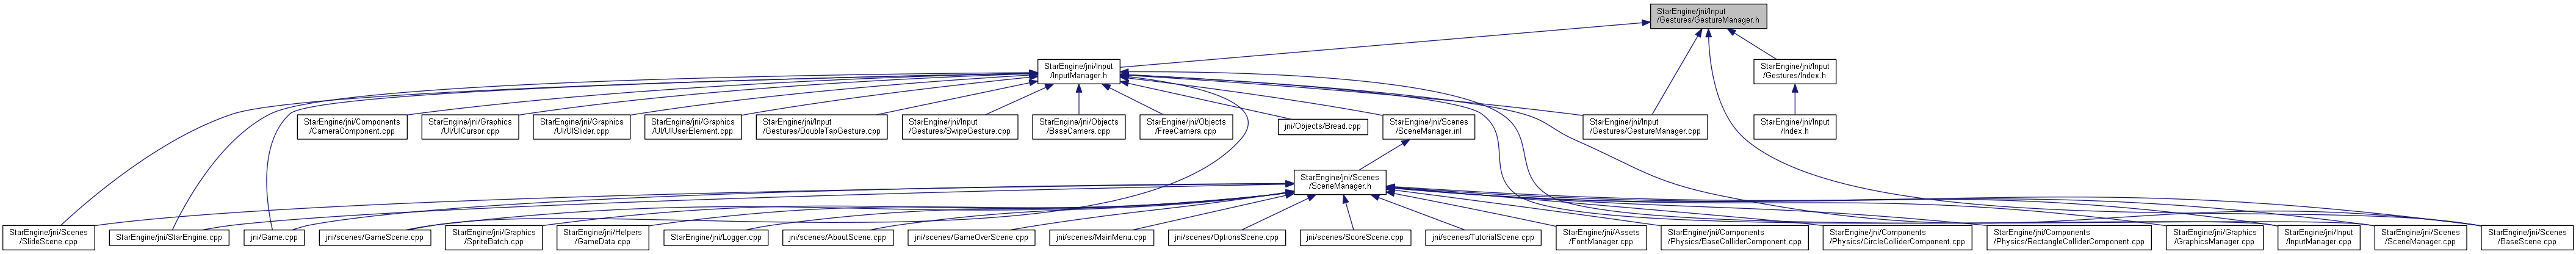 StarEngine/jni/Input
/Gestures/GestureManager.h
StarEngine/jni/Input
/InputManager.h
StarEngine/jni/Input
/Gestures/Index.h
StarEngine/jni/Components
/CameraComponent.cpp
StarEngine/jni/Graphics
/UI/UICursor.cpp
StarEngine/jni/Graphics
/UI/UISlider.cpp
StarEngine/jni/Graphics
/UI/UIUserElement.cpp
StarEngine/jni/Input
/Gestures/DoubleTapGesture.cpp
StarEngine/jni/Input
/Gestures/SwipeGesture.cpp
StarEngine/jni/Objects
/BaseCamera.cpp
StarEngine/jni/Objects
/FreeCamera.cpp
jni/Objects/Bread.cpp
StarEngine/jni/Scenes
/SceneManager.inl
StarEngine/jni/Input
/Gestures/GestureManager.cpp
StarEngine/jni/Input
/Index.h
StarEngine/jni/Scenes
/SceneManager.h
StarEngine/jni/Scenes
/SlideScene.cpp
StarEngine/jni/StarEngine.cpp
jni/Game.cpp
jni/scenes/GameScene.cpp
StarEngine/jni/Graphics
/SpriteBatch.cpp
StarEngine/jni/Helpers
/GameData.cpp
StarEngine/jni/Logger.cpp
jni/scenes/AboutScene.cpp
jni/scenes/GameOverScene.cpp
jni/scenes/MainMenu.cpp
jni/scenes/OptionsScene.cpp
jni/scenes/ScoreScene.cpp
jni/scenes/TutorialScene.cpp
StarEngine/jni/Assets
/FontManager.cpp
StarEngine/jni/Components
/Physics/BaseColliderComponent.cpp
StarEngine/jni/Components
/Physics/CircleColliderComponent.cpp
StarEngine/jni/Components
/Physics/RectangleColliderComponent.cpp
StarEngine/jni/Graphics
/GraphicsManager.cpp
StarEngine/jni/Input
/InputManager.cpp
StarEngine/jni/Scenes
/SceneManager.cpp
StarEngine/jni/Scenes
/BaseScene.cpp